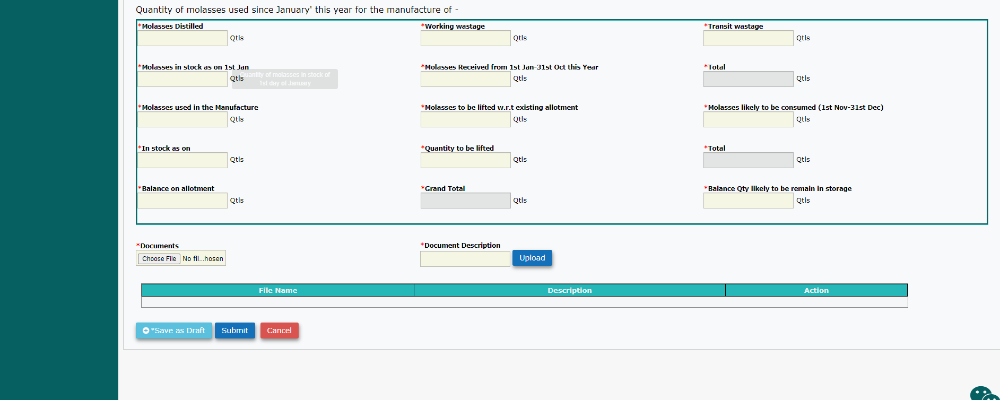 Quantity of molasses used since January' this year for the manufacture of -
*Molasses Distilled
Qtls
*Working wastage
Qtls
*Transit wastage
Qtls
*Molasses in stock as on 1st Jan
Qtls
Quantity of molasses in stock of
1st day of January
*Molasses Received from 1st Jan-31st Oct this Year
Qtls
*Total
Qtls
*Molasses used in the Manufacture
Qtls
*Molasses to be lifted w.r.t existing allotment
Qtls
*Molasses likely to be consumed (1st Nov-31st Dec)
Qtls
*In stock as on
Qtls
*Quantity to be lifted
Qtls
*Total
Qtls
*Balance on allotment
Qtls
*Grand Total
Qtls
*Balance Qty likely to be remain in storage
Qtls
*Documents
Choose File No fil...hosen
*Document Description
Upload
File Name Description Action
*Save as Draft Submit Cancel